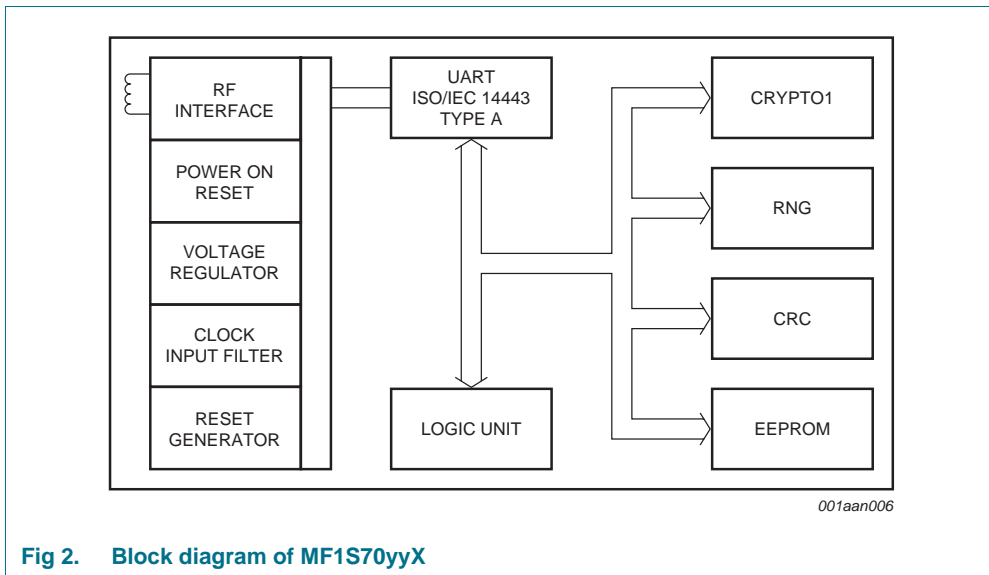 RF
INTERFACE
POWER ON
RESET
VOLTAGE
REGULATOR
CLOCK
INPUT FILTER
RESET
GENERATOR
UART
ISO/IEC 14443
TYPE A
LOGIC UNIT
CRYPTO1
RNG
CRC
EEPROM
001aan006
Fig 2. Block diagram of MF1S70yyX